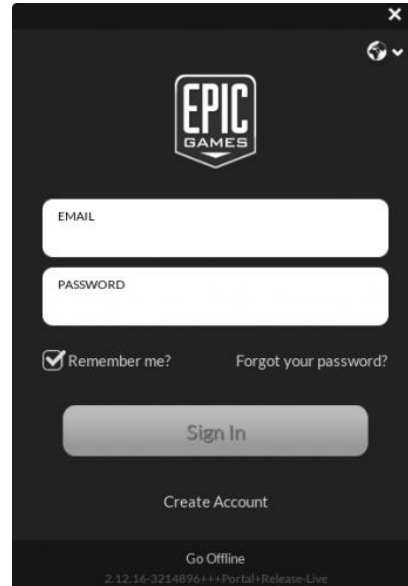 EPIC
GAMES
EMAIL
PASSWORD
Remember me? Forgot your password?
Sign In
Create Account
Go Offline
2.12.16-3214896+++Portal+Release-Live